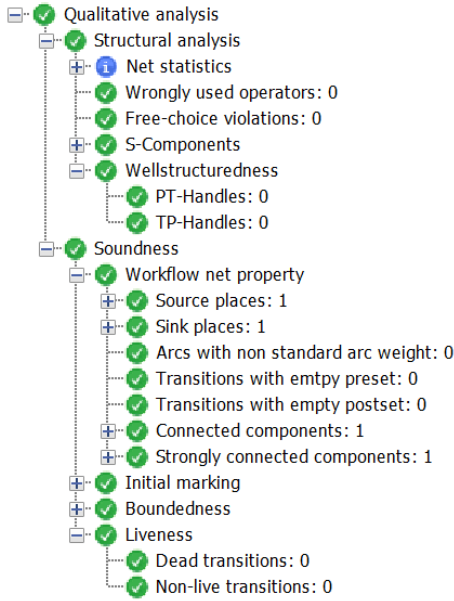 Qualitative analysis
Structural analysis
Net statistics
Wrongly used operators: 0
Free-choice violations: 0
S-Components
Wellstructuredness
PT-Handles: 0
TP-Handles: 0
Soundness
Workflow net property
Source places: 1
Sink places: 1
Arcs with non standard arc weight: 0
Transitions with emtpy preset: 0
Transitions with empty postset: 0
Connected components: 1
Strongly connected components: 1
Initial marking
Boundedness
Liveness
Dead transitions: 0
Non-live transitions: 0